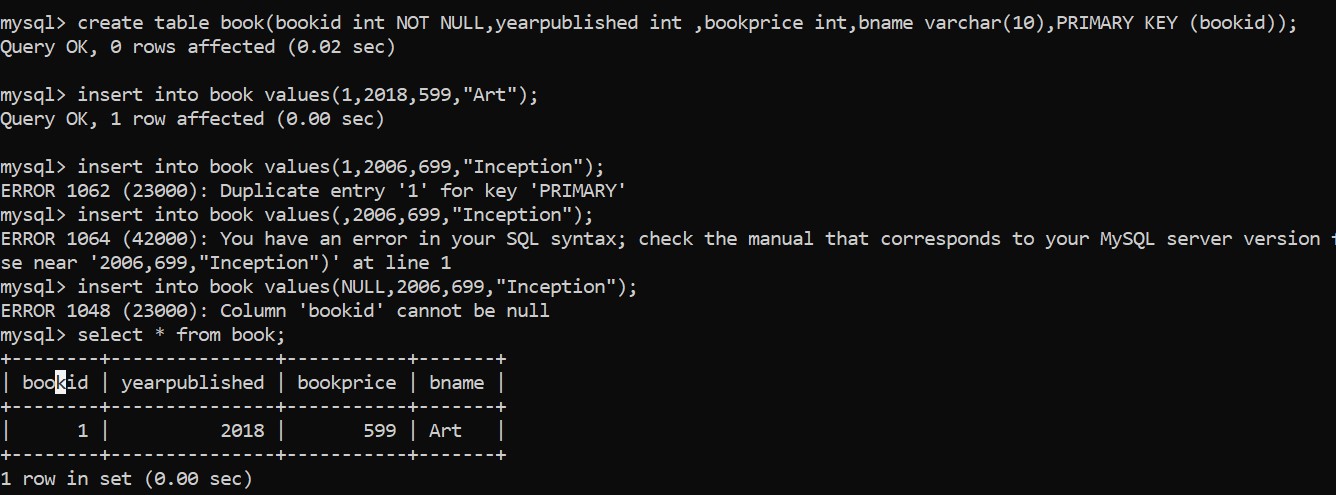 mysql> create table book(bookid int NOT NULL,yearpublished int ,bookprice int,bname varchar(10),PRIMARY KEY (bookid));
Query OK, 0 rows affected (0.02 sec)
mysql> insert into book values(1,2018,599,"Art");
Query OK, 1 row affected (0.00 sec)
mysql> insert into book values(1,2006,699,"Inception");
ERROR 1062 (23000): Duplicate entry '1' for key 'PRIMARY'
mysql> insert into book values(,2006,699,"Inception");
ERROR 1064 (42000): You have an error in your SQL syntax; check the manual that corresponds to your MySQL server version
se near '2006,699,"Inception")' at line 1
mysql> insert into book values(NULL,2006,699,"Inception");
ERROR 1048 (23000): Column 'bookid' cannot be null
mysql> select * from book;
+--------+---------------+-----------+-------+
| bookid | yearpublished | bookprice | bname |
+--------+---------------+-----------+-------+
|      1 |          2018 |       599 | Art   |
+--------+---------------+-----------+-------+
1 row in set (0.00 sec)